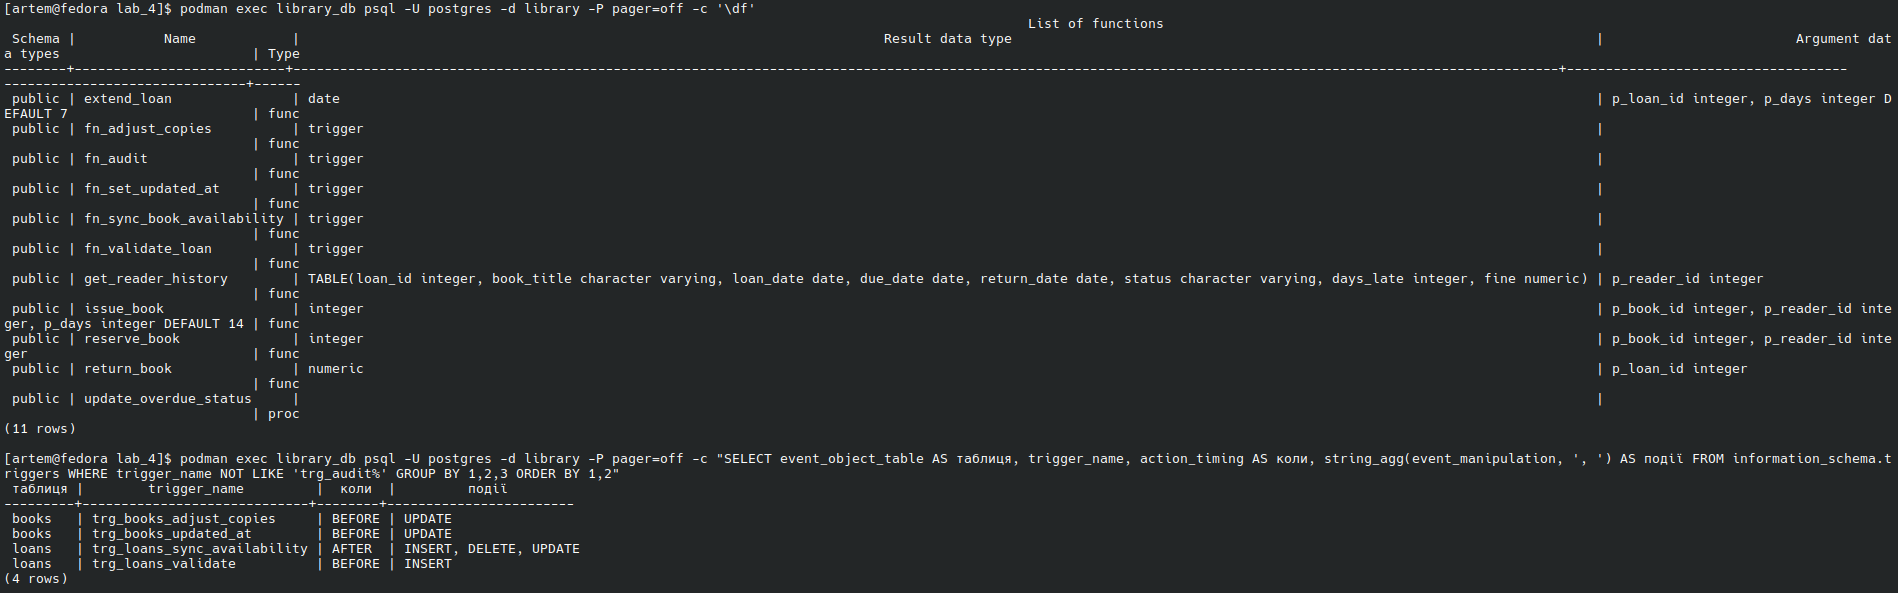 [artem@fedora lab_4]$ podman exec library_db psql -U postgres -d library -P pager=off -c '\df'
List of functions
Schema | Name | Result data type | Argument dat
a types | Type
--------+---------------------------+----------------------------------------------------------------------------------------------------------------------------------------------------------------+------------------------------------
-------------------------------+------
public | extend_loan | date | p_loan_id integer, p_days integer D
EFAULT 7 | func
public | fn_adjust_copies | trigger |
| func
public | fn_audit | trigger |
| func
public | fn_set_updated_at | trigger |
| func
public | fn_sync_book_availability | trigger |
| func
public | fn_validate_loan | trigger |
| func
public | get_reader_history | TABLE(loan_id integer, book_title character varying, loan_date date, due_date date, return_date date, status character varying, days_late integer, fine numeric) | p_reader_id integer
| func
public | issue_book | integer | p_book_id integer, p_reader_id inte
ger, p_days integer DEFAULT 14 | func
public | reserve_book | integer | p_book_id integer, p_reader_id inte
ger | func
public | return_book | numeric | p_loan_id integer
| func
public | update_overdue_status | |
| proc
(11 rows)
[artem@fedora lab_4]$ podman exec library_db psql -U postgres -d library -P pager=off -c "SELECT event_object_table AS таблиця, trigger_name, action_timing AS коли, string_agg(event_manipulation, ', ') AS події FROM information_schema.t
riggers WHERE trigger_name NOT LIKE 'trg_audit%' GROUP BY 1,2,3 ORDER BY 1,2"
таблиця | trigger_name | коли | події
---------+-----------------------------+--------+------------------------
books | trg_books_adjust_copies | BEFORE | UPDATE
books | trg_books_updated_at | BEFORE | UPDATE
loans | trg_loans_sync_availability | AFTER | INSERT, DELETE, UPDATE
loans | trg_loans_validate | BEFORE | INSERT
(4 rows)